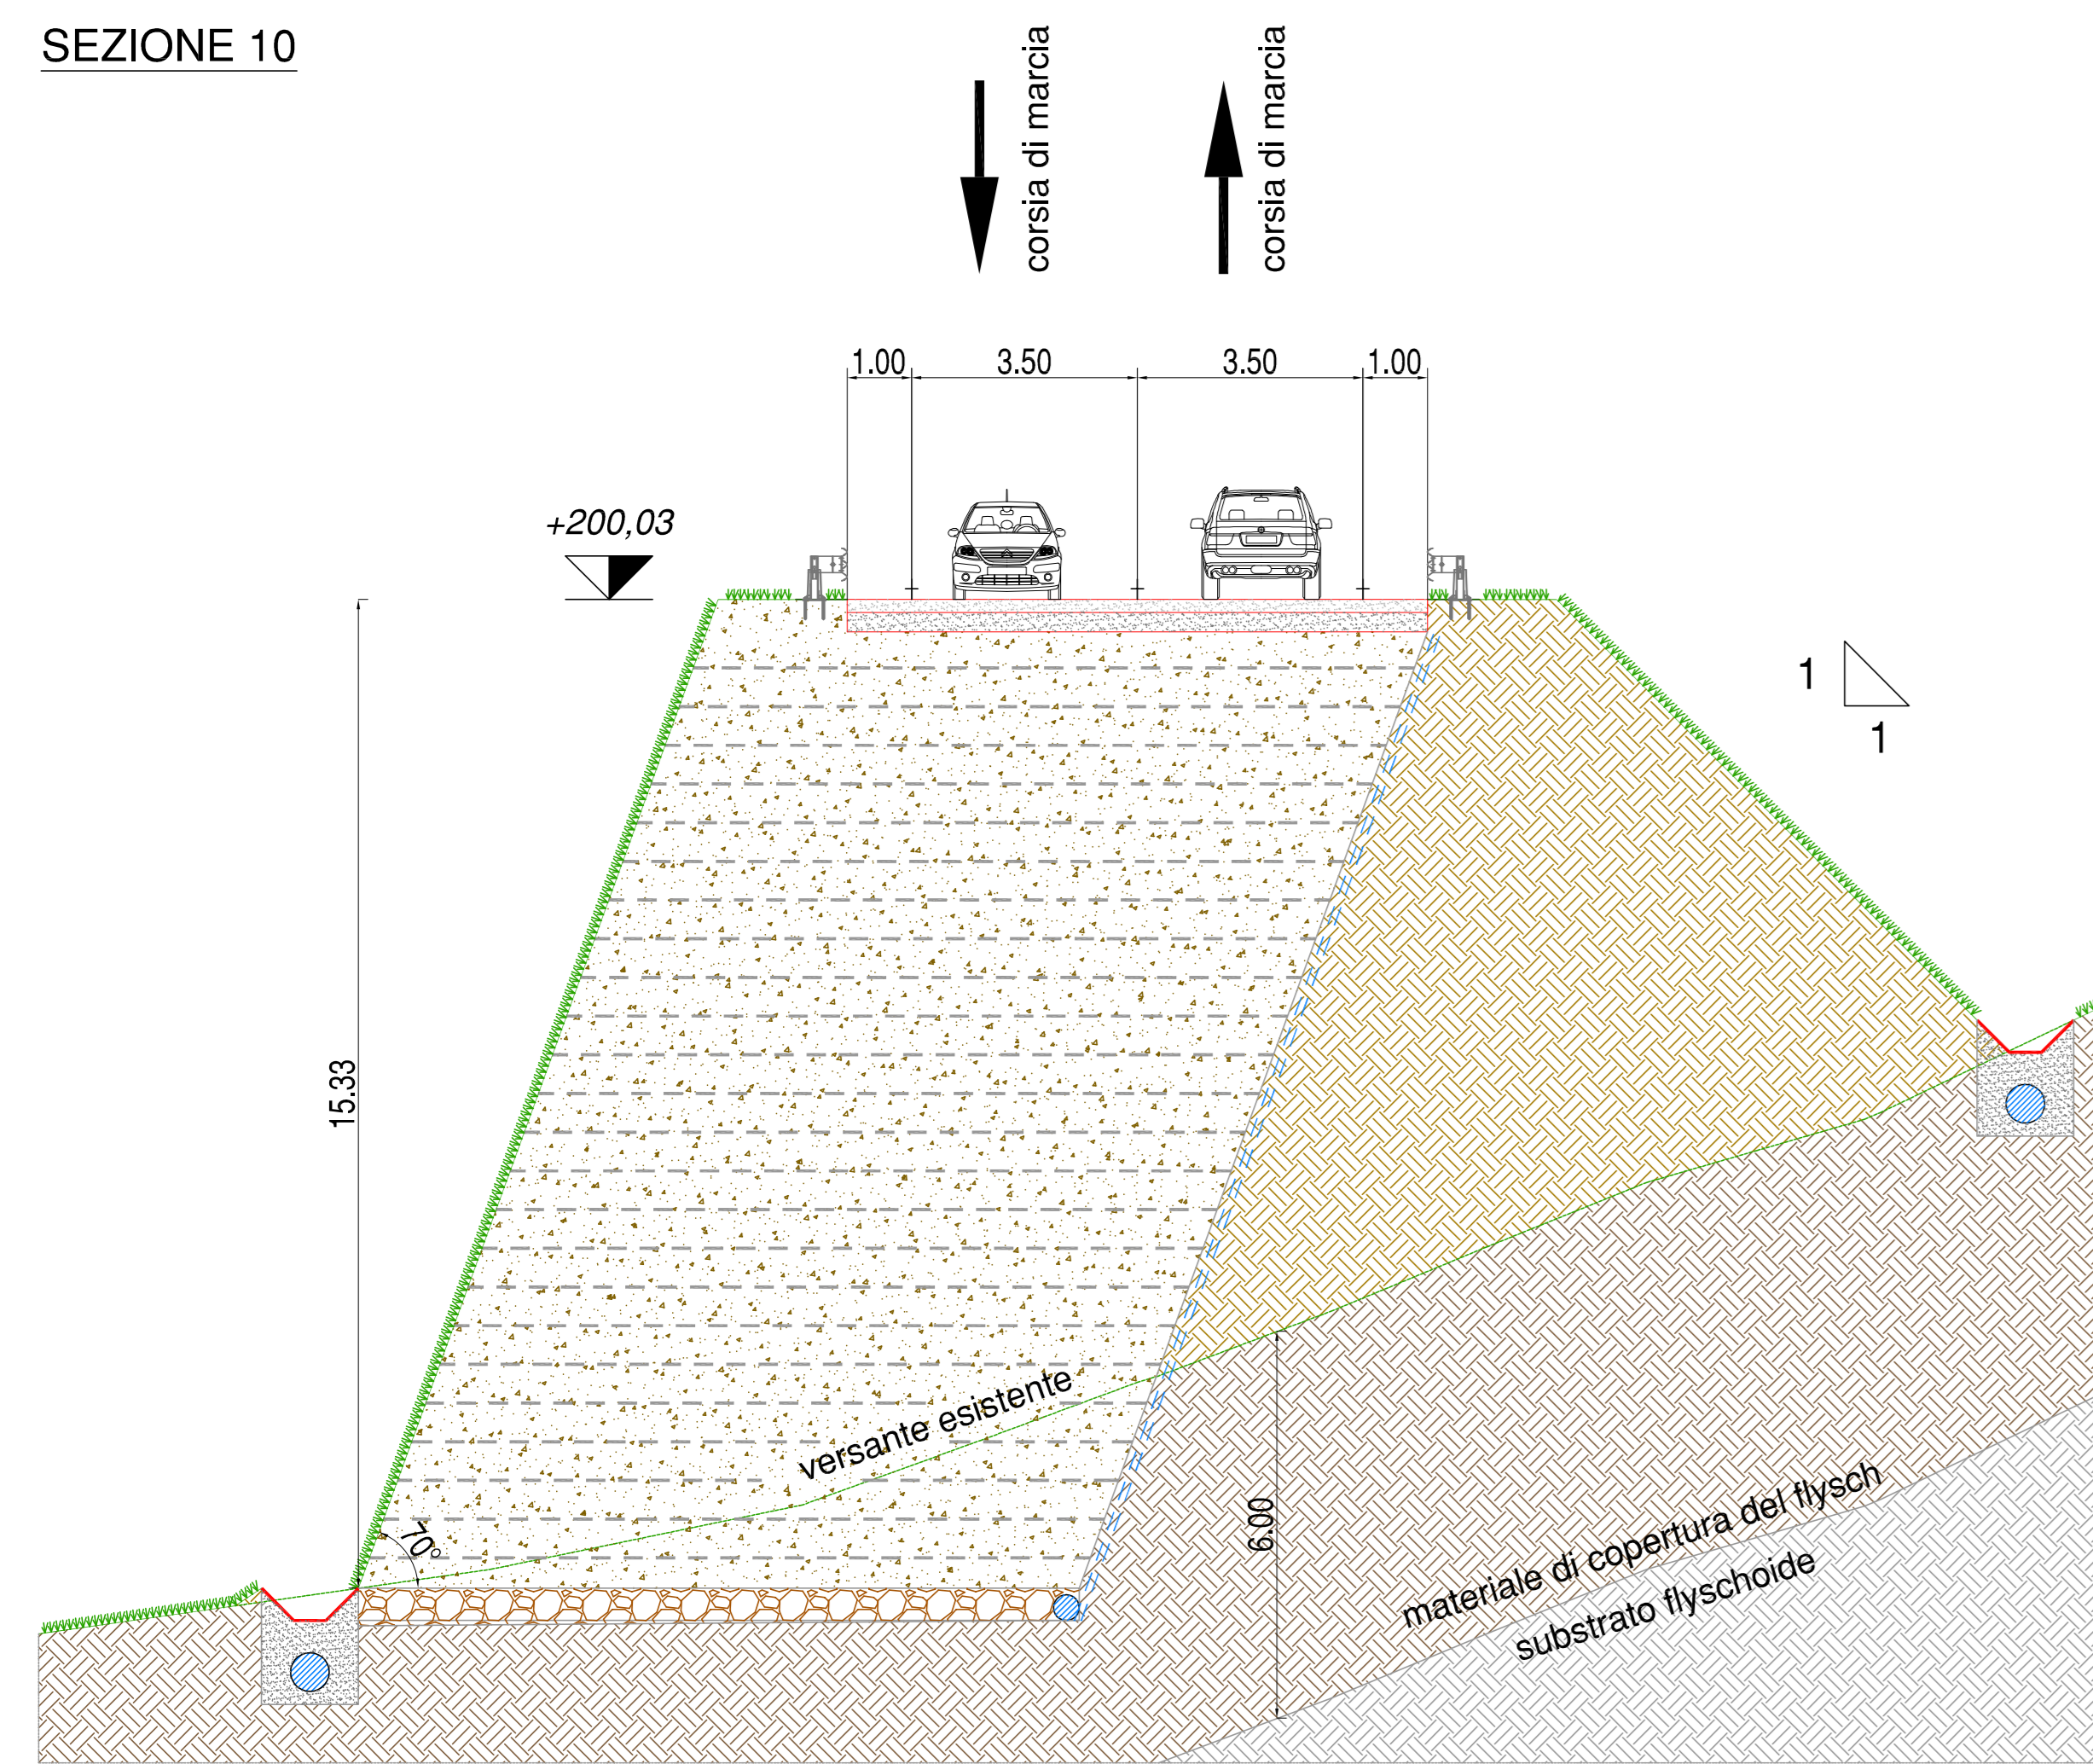 SEZIONE 10
corsia di marcia
corsia di marcia
1.00
3.50
3.50
1.00
+200,03
1
1
15.33
versante esistente
70°
6.00
materiale di copertura del flysch
substrato flyschoide